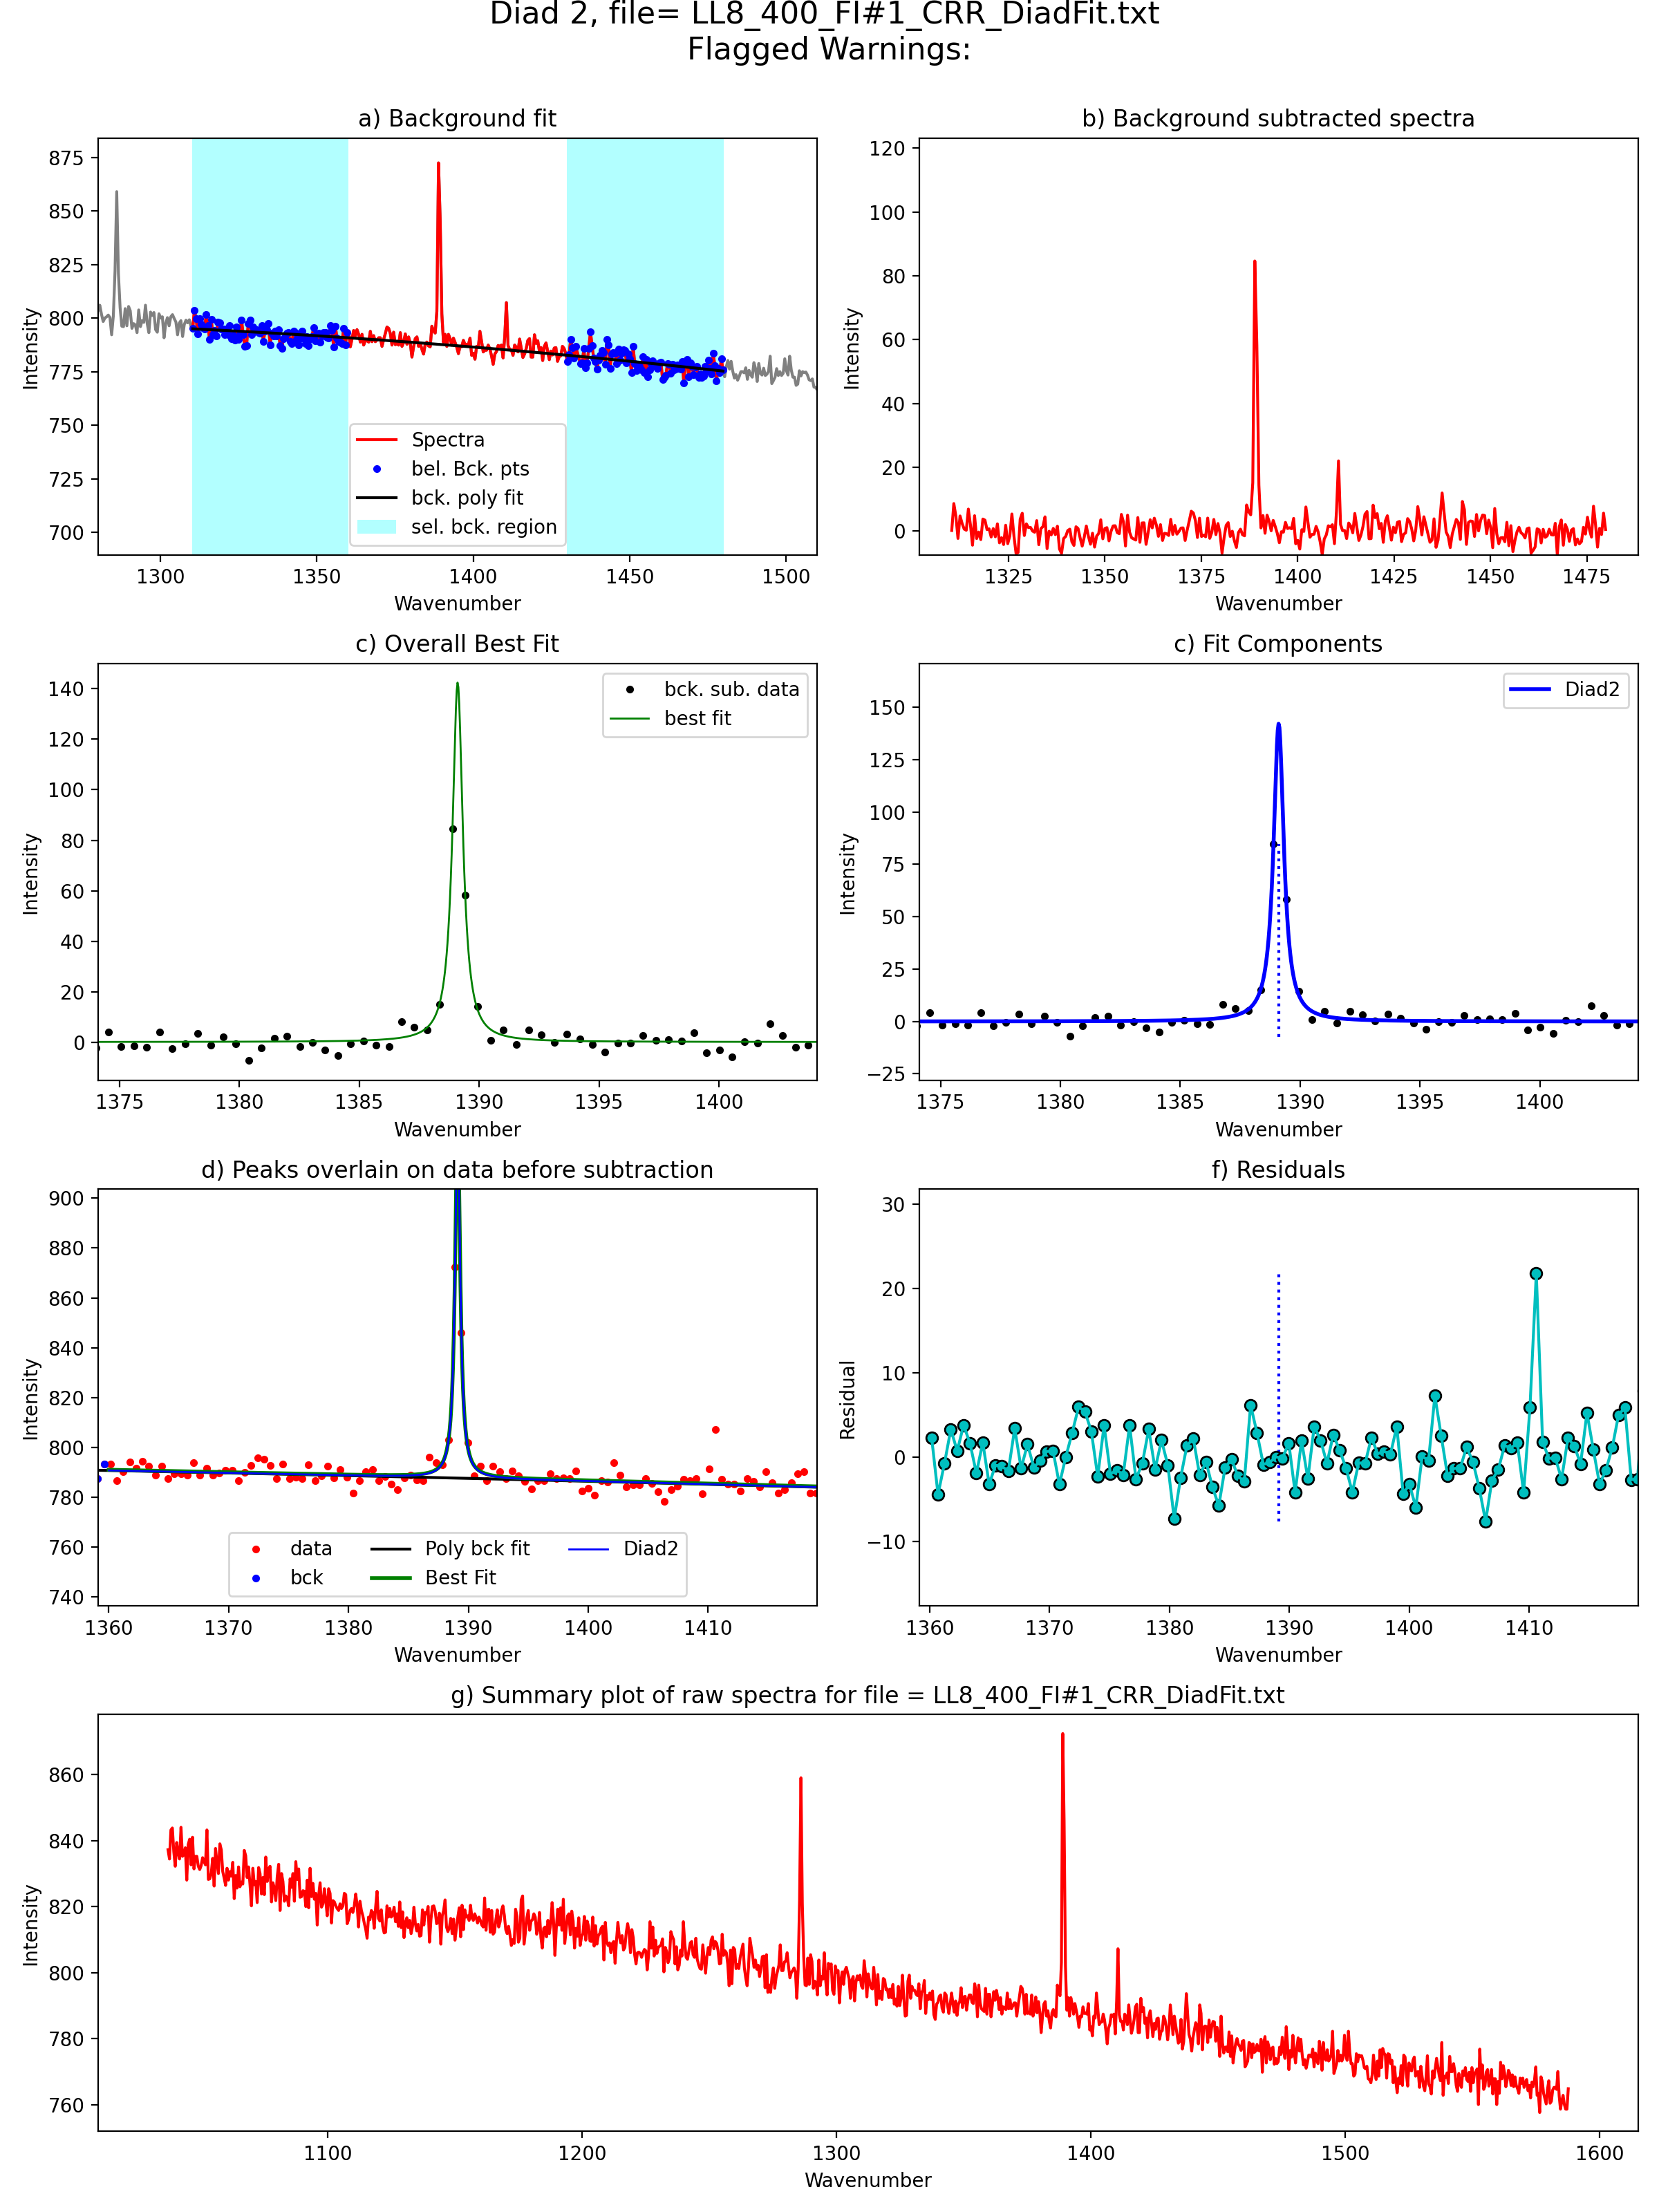 Diad 2, file= LL8_400_FI#1_CRR_DiadFit.txt
Flagged Warnings:
a) Background fit
875
850
825
800
775
750
725
700
Intensity
Spectra
bel. Bck. pts
bck. poly fit
sel. bck. region
1300 1350 1400 1450 1500
Wavenumber
b) Background subtracted spectra
120
100
80
60
40
20
0
Intensity
1325 1350 1375 1400 1425 1450 1475
Wavenumber
c) Overall Best Fit
140
120
100
80
60
40
20
0
Intensity
bck. sub. data
best fit
1375 1380 1385 1390 1395 1400
Wavenumber
c) Fit Components
150
125
100
75
50
25
0
−25
Intensity
Diad2
1375 1380 1385 1390 1395 1400
Wavenumber
d) Peaks overlain on data before subtraction
900
880
860
840
820
800
780
760
740
Intensity
data
bck
Poly bck fit
Best Fit
Diad2
1360 1370 1380 1390 1400 1410
Wavenumber
f) Residuals
30
20
10
0
−10
Residual
1360 1370 1380 1390 1400 1410
Wavenumber
g) Summary plot of raw spectra for file = LL8_400_FI#1_CRR_DiadFit.txt
860
840
820
800
780
760
Intensity
1100 1200 1300 1400 1500 1600
Wavenumber